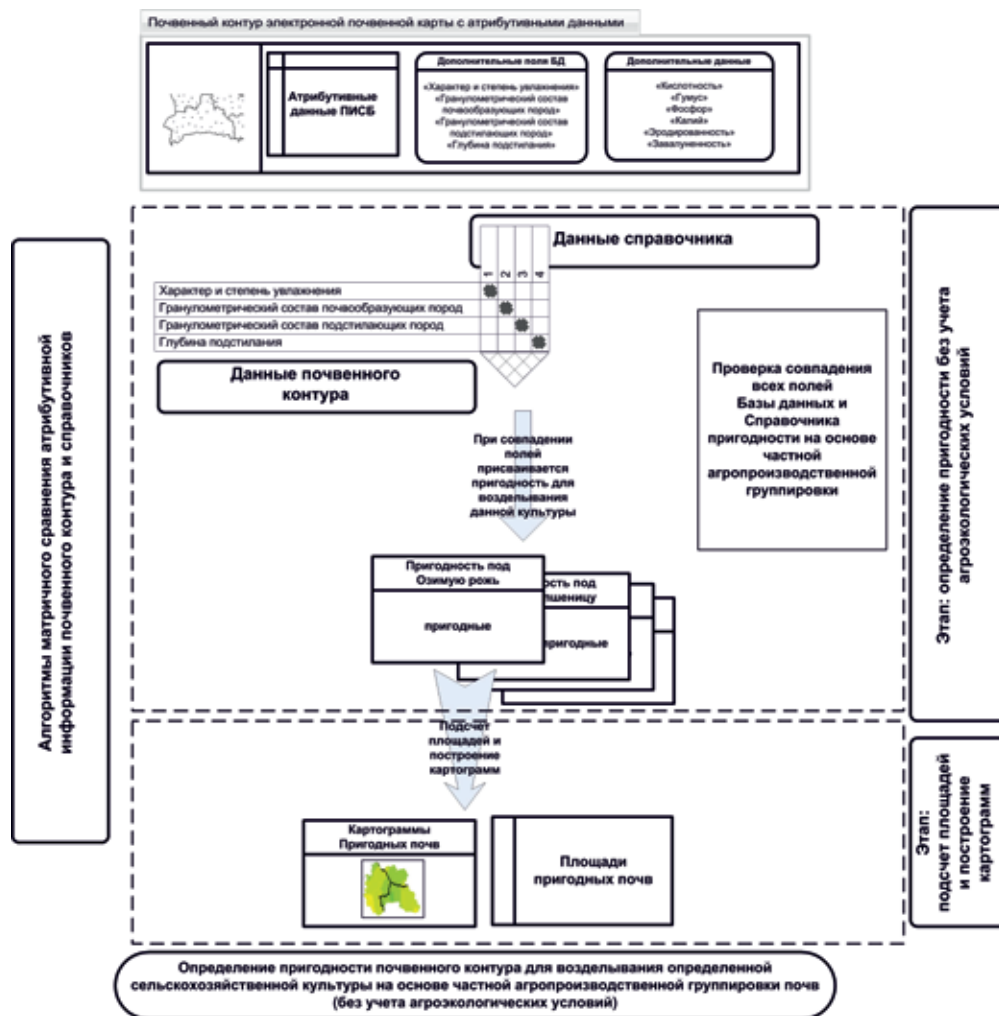 Почвенный контур электронной почвенной карты с атрибутивными данными
Атрибутивные
данные ПИСБ
Дополнительные поля БД
«Характер и степень увлажнения»
«Гранулометрический состав
почвообразующих пород»
«Гранулометрический состав
подстилающих пород»
«Глубина подстилания»
Дополнительные данные
«Кислотность»
«Гумус»
«Фосфор»
«Калий»
«Эродированность»
«Завалуненность»
Алгоритмы матричного сравнения атрибутивной
информации почвенного контура и справочников
Данные справочника
1
2
3
4
Характер и степень увлажнения
Гранулометрический состав почвообразующих пород
Гранулометрический состав подстилающих пород
Глубина подстилания
Данные почвенного
контура
Проверка совпадения
всех полей
Базы данных и
Справочника
пригодности на основе
частной
агропроизводственной
группировки
При совпадении
полей
присваивается
пригодность для
возделывания
данной культуры
Пригодность под
Озимую рожь
пригодные
ость под
пшеницу
пригодные
Этап: определение пригодности без учета
агроэкологических условий
Подсчет
площадей и
построение
картограмм
Картограммы
Пригодных почв
Площади
пригодных почв
Этап:
подсчет площадей
и построение
картограмм
Определение пригодности почвенного контура для возделывания определенной
сельскохозяйственной культуры на основе частной агропроизводственной группировки почв
(без учета агроэкологических условий)